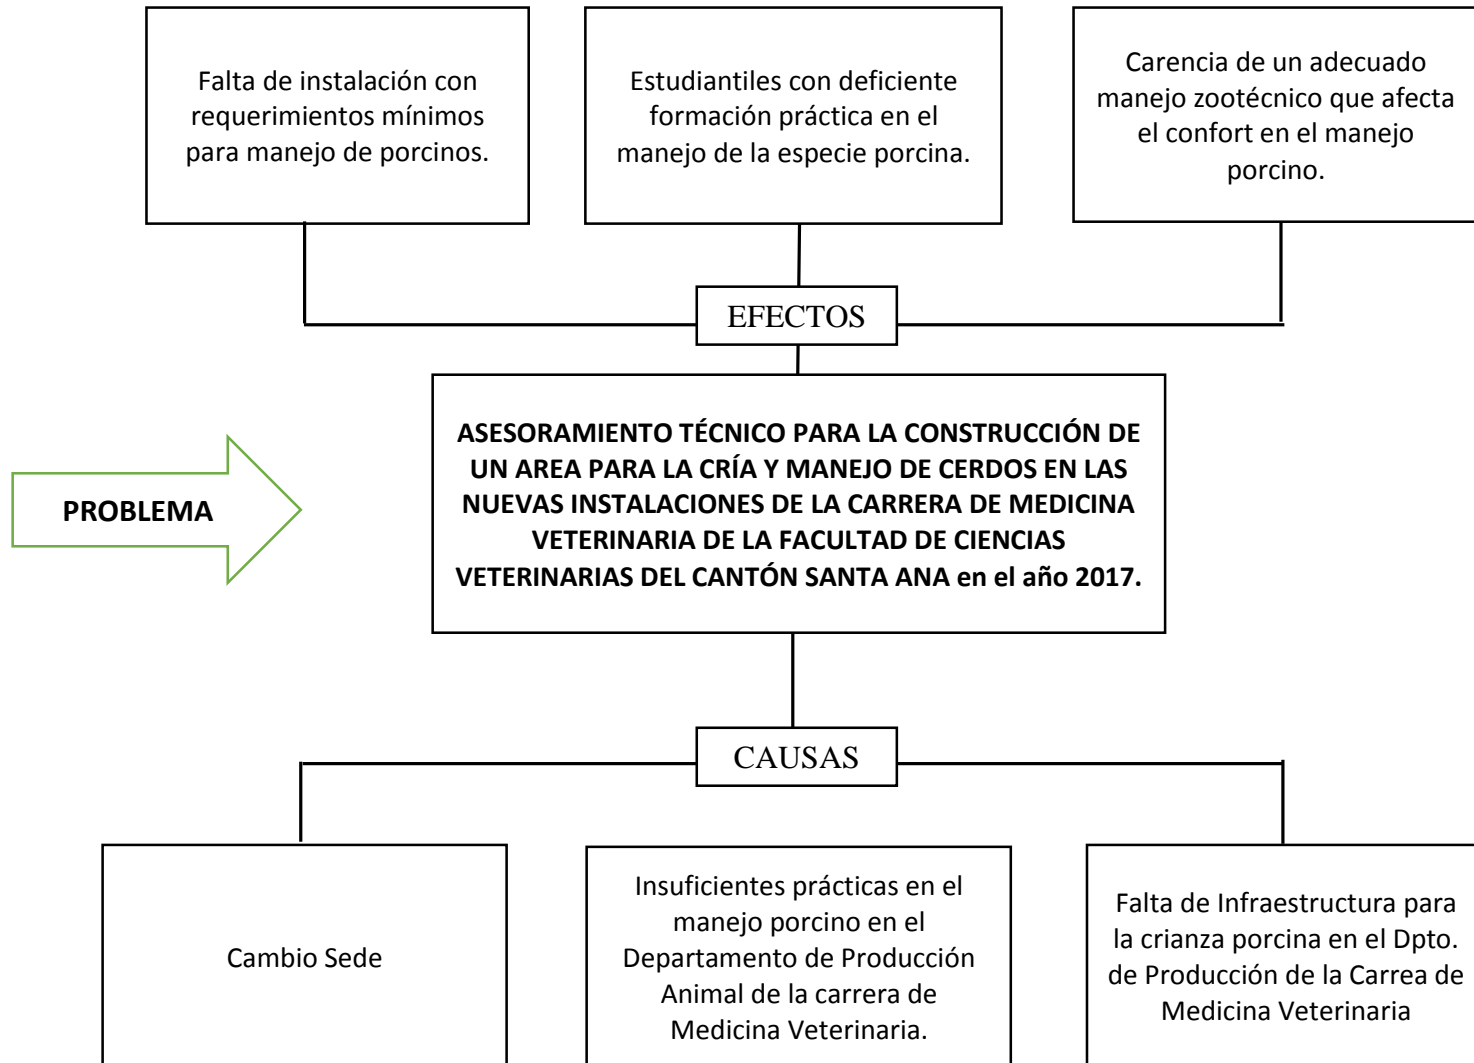 Falta de instalación con
requerimientos mínimos
para manejo de porcinos.
Estudiantiles con deficiente
formación práctica en el
manejo de la especie porcina.
Carencia de un adecuado
manejo zootécnico que afecta
el confort en el manejo
porcino.
EFECTOS
PROBLEMA
ASESORAMIENTO TÉCNICO PARA LA CONSTRUCCIÓN DE
UN AREA PARA LA CRÍA Y MANEJO DE CERDOS EN LAS
NUEVAS INSTALACIONES DE LA CARRERA DE MEDICINA
VETERINARIA DE LA FACULTAD DE CIENCIAS
VETERINARIAS DEL CANTÓN SANTA ANA en el año 2017.
CAUSAS
Cambio Sede
Insuficientes prácticas en el
manejo porcino en el
Departamento de Producción
Animal de la carrera de
Medicina Veterinaria.
Falta de Infraestructura para
la crianza porcina en el Dpto.
de Producción de la Carrea de
Medicina Veterinaria